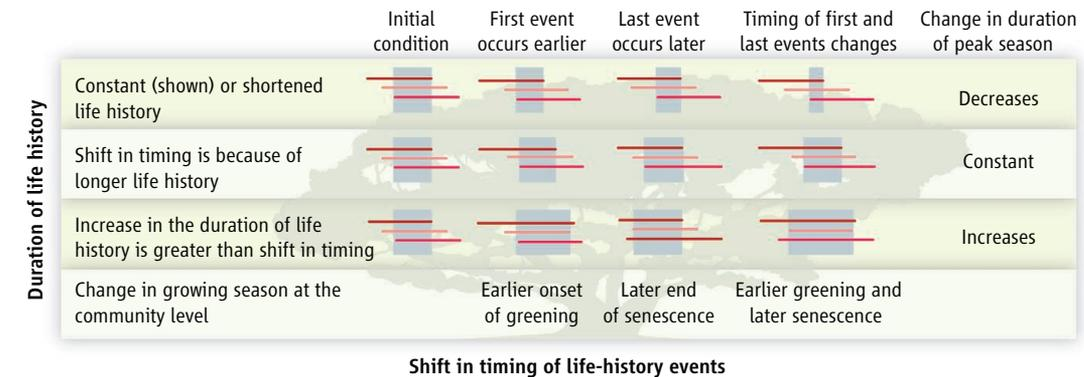 Initial
condition
First event
occurs earlier
Last event
occurs later
Timing of first and
last events changes
Change in duration
of peak season
Duration of life history
Constant (shown) or shortened
life history
Decreases
Shift in timing is because of
longer life history
Constant
Increase in the duration of life
history is greater than shift in timing
Increases
Change in growing season at the
community level
Earlier onset
of greening
Later end
of senescence
Earlier greening and
later senescence
Shift in timing of life-history events